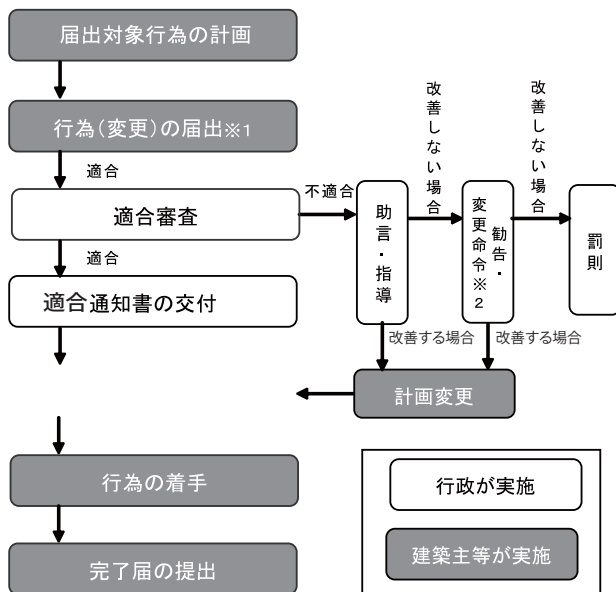 届出対象行為の計画
行為(変更)の届出※1
適合
適合審査
不適合
適合
適合通知書の交付
助言・指導
改善しない場合
勧告・
変更命令※2
改善しない場合
罰則
改善する場合
改善する場合
計画変更
行為の着手
完了届の提出
行政が実施
建築主等が実施